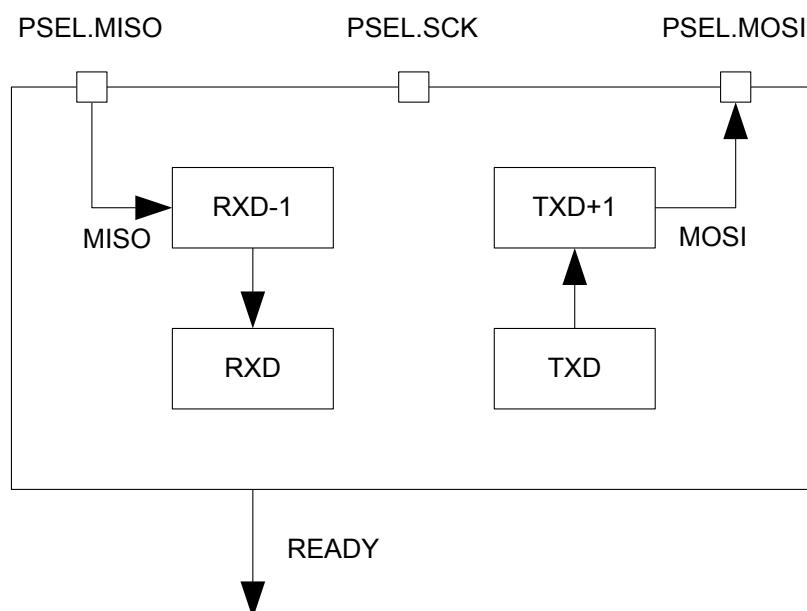 PSEL.MISO PSEL.SCK PSEL.MOSI
RXD-1 TXD+1
MISO MOSI
RXD TXD
READY